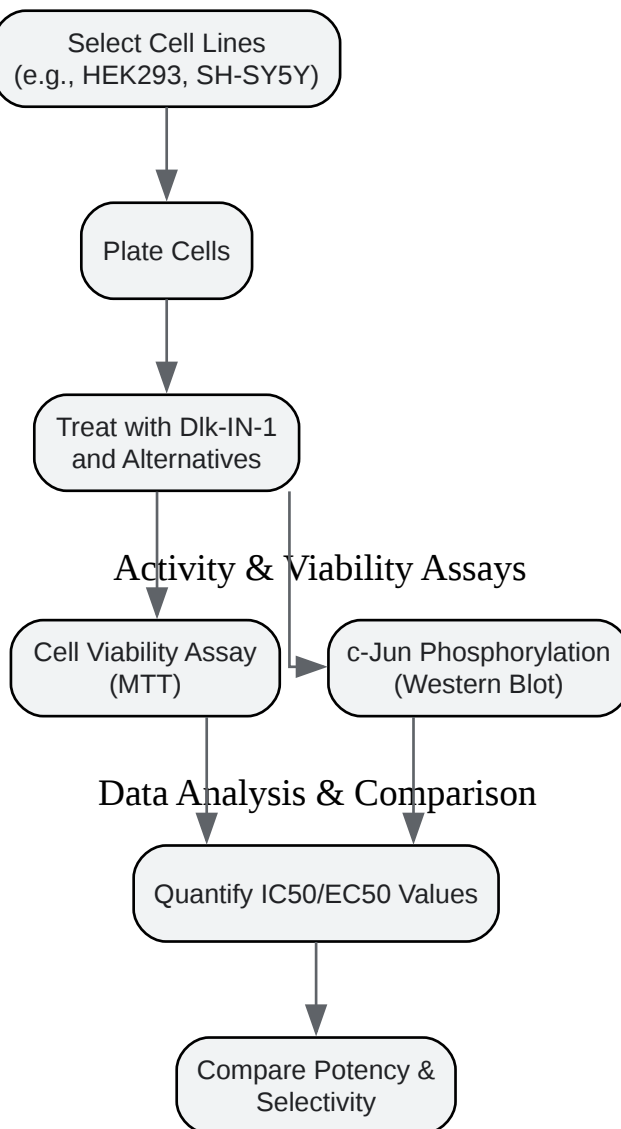 Select Cell Lines
(e.g., HEK293, SH-SY5Y)
Plate Cells
Treat with Dlk-IN-1
and Alternatives
Activity & Viability Assays
Cell Viability Assay
(MTT)
c-Jun Phosphorylation
(Western Blot)
Data Analysis & Comparison
Quantify IC50/EC50 Values
Compare Potency &
Selectivity